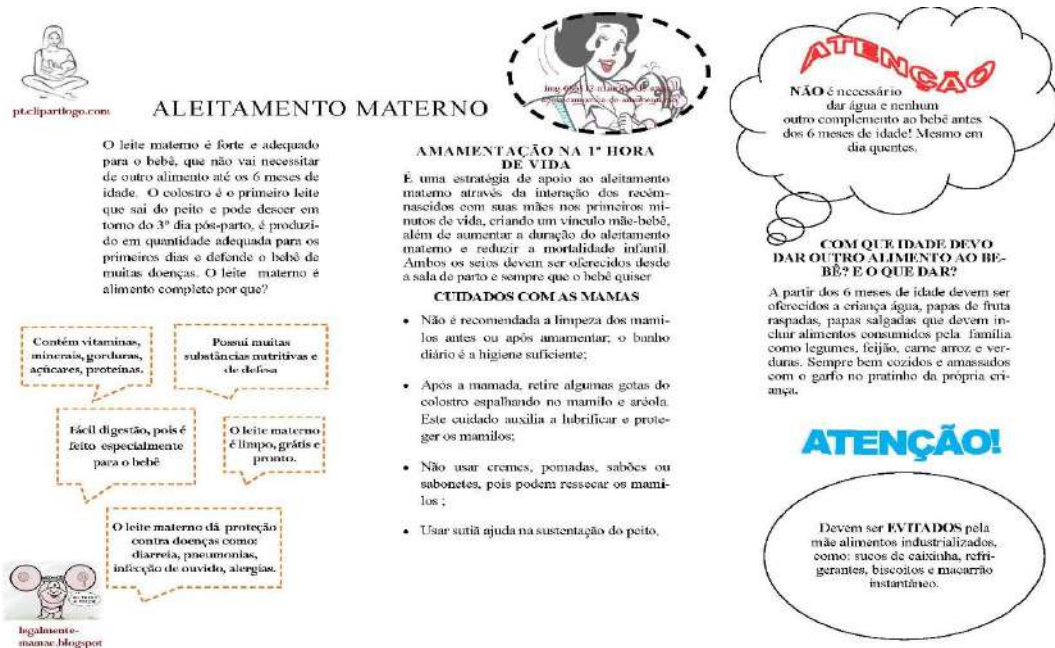 pt.clipartlogo.com
ALEITAMENTO MATERNO
O leite materno é forte e adequado
para o bebê, que não vai necessitar
de outro alimento até os 6 meses de
idade. O colostro é o primeiro leite
que sai do peito e pode descer em
torno do 3º dia pós-parto, é produzi-
do em quantidade adequada para os
primeiros dias e defende o bebê de
muitas doenças. O leite materno é
alimento completo por que?
Contém vitaminas,
minerais, gorduras,
açúcares, proteínas.
Possui muitas
substâncias nutritivas e
de defesa
Fácil digestão, pois é
feito especialmente
para o bebê
O leite materno
é limpo, grátis e
pronto.
O leite materno dá proteção
contra doenças como:
diarreia, pneumonias,
infecção de ouvido, alergias.
legalmente-
mamae.blogspot
AMAMENTAÇÃO NA 1ª HORA
DE VIDA
É uma estratégia de apoio ao aleitamento
materno através da interação dos recém-
nascidos com suas mães nos primeiros mi-
nutos de vida, criando um vínculo mãe-bebê,
além de aumentar a duração do aleitamento
materno e reduzir a mortalidade infantil.
Ambos os seios devem ser oferecidos desde
a sala de parto e sempre que o bebê quiser
CUIDADOS COM AS MAMAS
• Não é recomendada a limpeza dos mami-
los antes ou após amamentar; o banho
diário é a higiene suficiente;
• Após a mamada, retire algumas gotas do
colostro espalhando no mamilo e aréola.
Este cuidado auxilia a lubrificar e prote-
ger os mamilos;
• Não usar cremes, pomadas, sabões ou
sabonetes, pois podem ressecar os mami-
los ;
• Usar sutiã ajuda na sustentação do peito.
ATENÇÃO
NÃO é necessário
dar água e nenhum
outro complemento ao bebê antes
dos 6 meses de idade! Mesmo em
dia quentes.
COM QUE IDADE DEVO
DAR OUTRO ALIMENTO AO BE-
BÊ? E O QUE DAR?
A partir dos 6 meses de idade devem ser
oferecidos a criança água, papas de fruta
raspadas, papas salgadas que devem in-
cluir alimentos consumidos pela família
como legumes, feijão, carne arroz e ver-
duras. Sempre bem cozidos e amassados
com o garfo no pratinho da própria cri-
ança.
ATENÇÃO!
Devem ser EVITADOS pela
mãe alimentos industrializados,
como: sucos de caixinha, refri-
gerantes, biscoitos e macarrão
instantâneo.